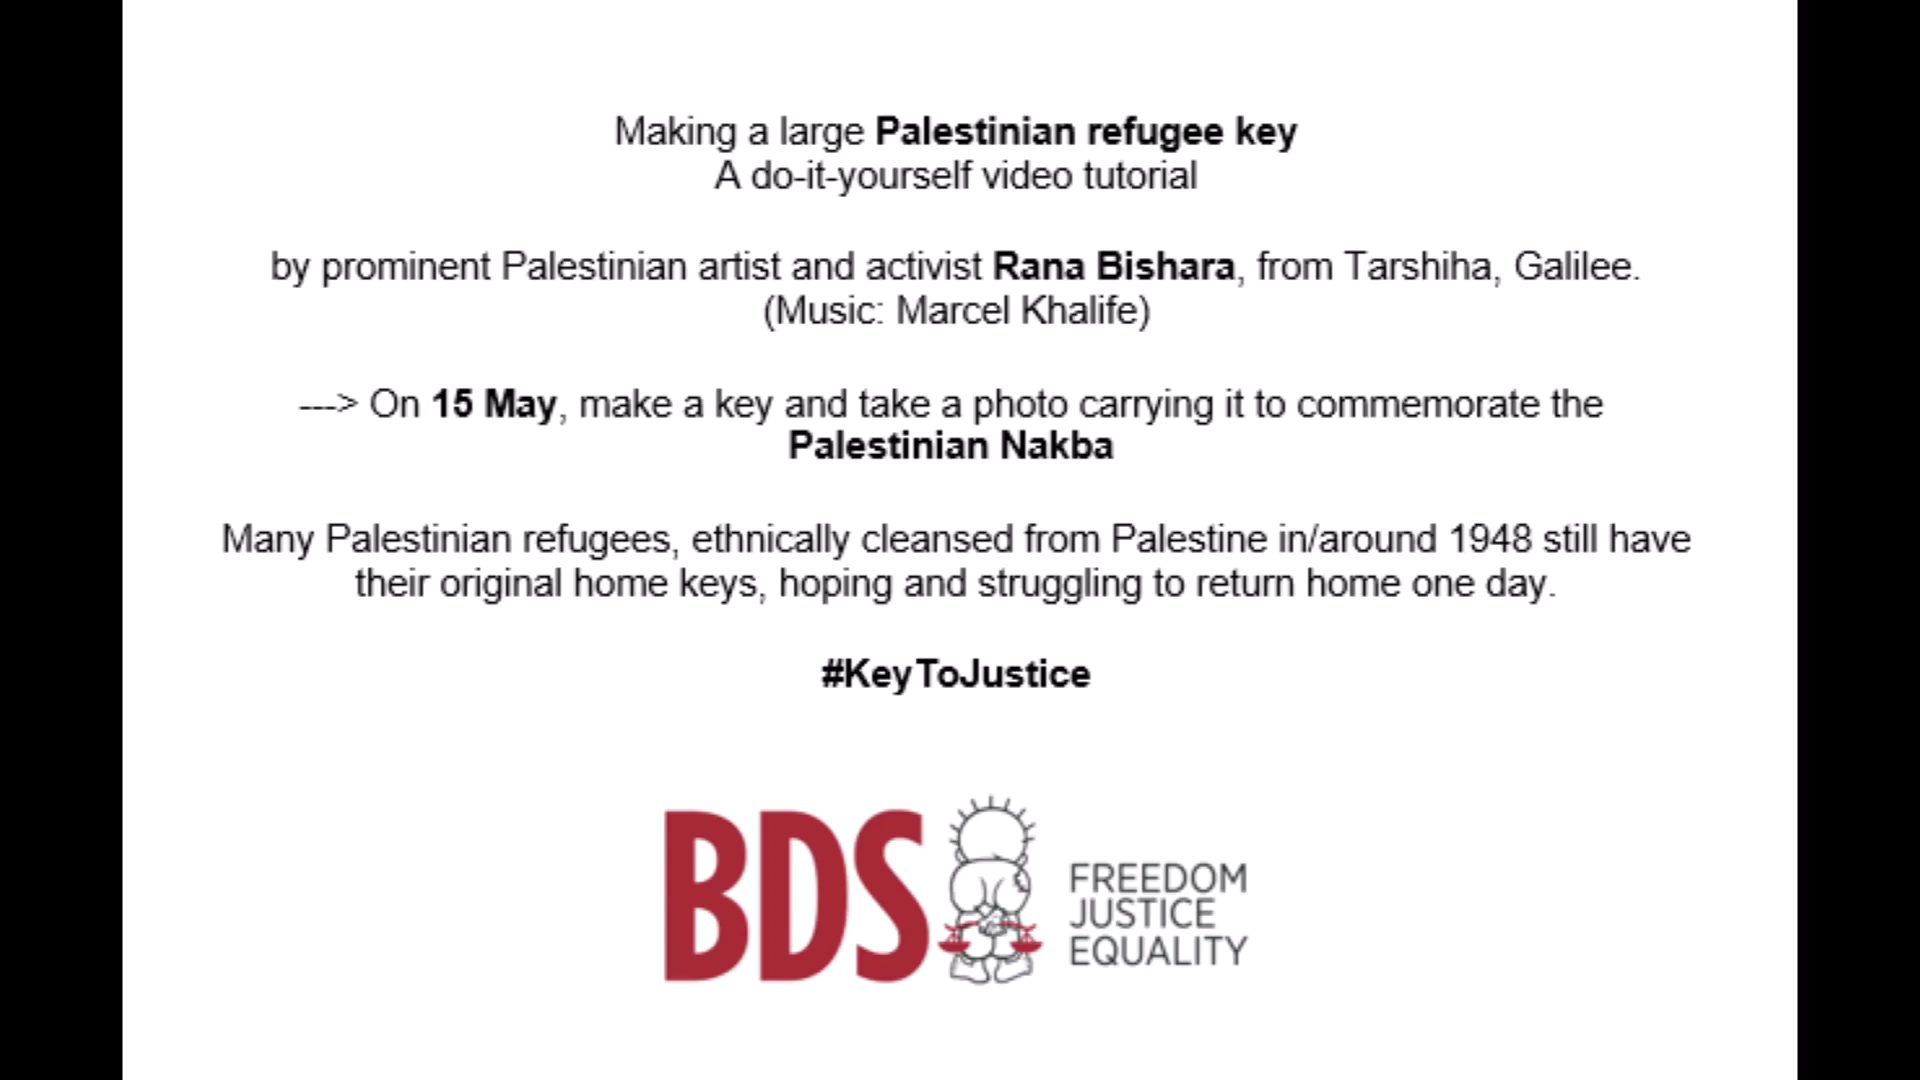 Making a large Palestinian refugee key
A do-it-yourself video tutorial
by prominent Palestinian artist and activist Rana Bishara, from Tarshiha, Galilee.
(Music: Marcel Khalife)
---> On 15 May, make a key and take a photo carrying it to commemorate the
Palestinian Nakba
Many Palestinian refugees, ethnically cleansed from Palestine in/around 1948 still have
their original home keys, hoping and struggling to return home one day.
#KeyToJustice
BDS
FREEDOM
JUSTICE
EQUALITY